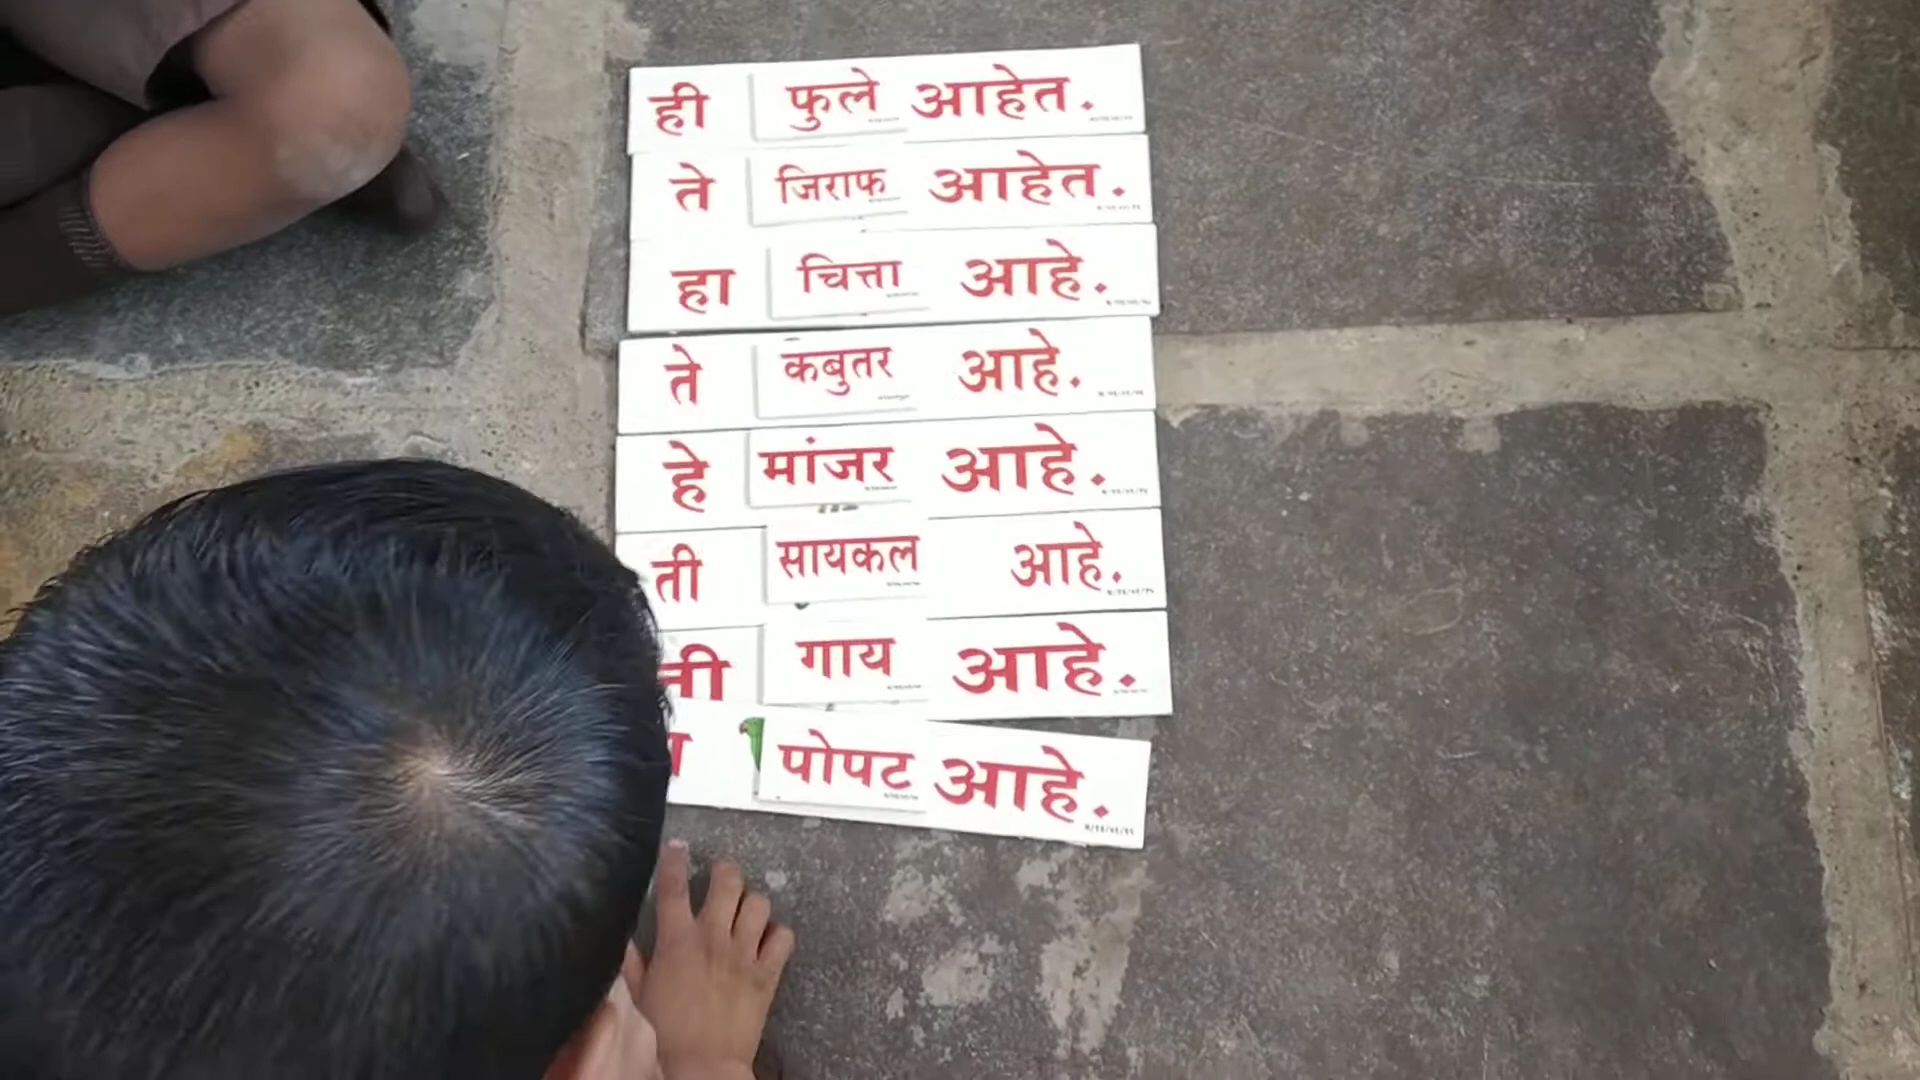 ही फुले आहेत.
ते जिराफ आहेत.
हा चित्ता आहे.
ते कबुतर आहे.
हे मांजर आहे.
ती सायकल आहे.
गाय आहे.
पोपट आहे.